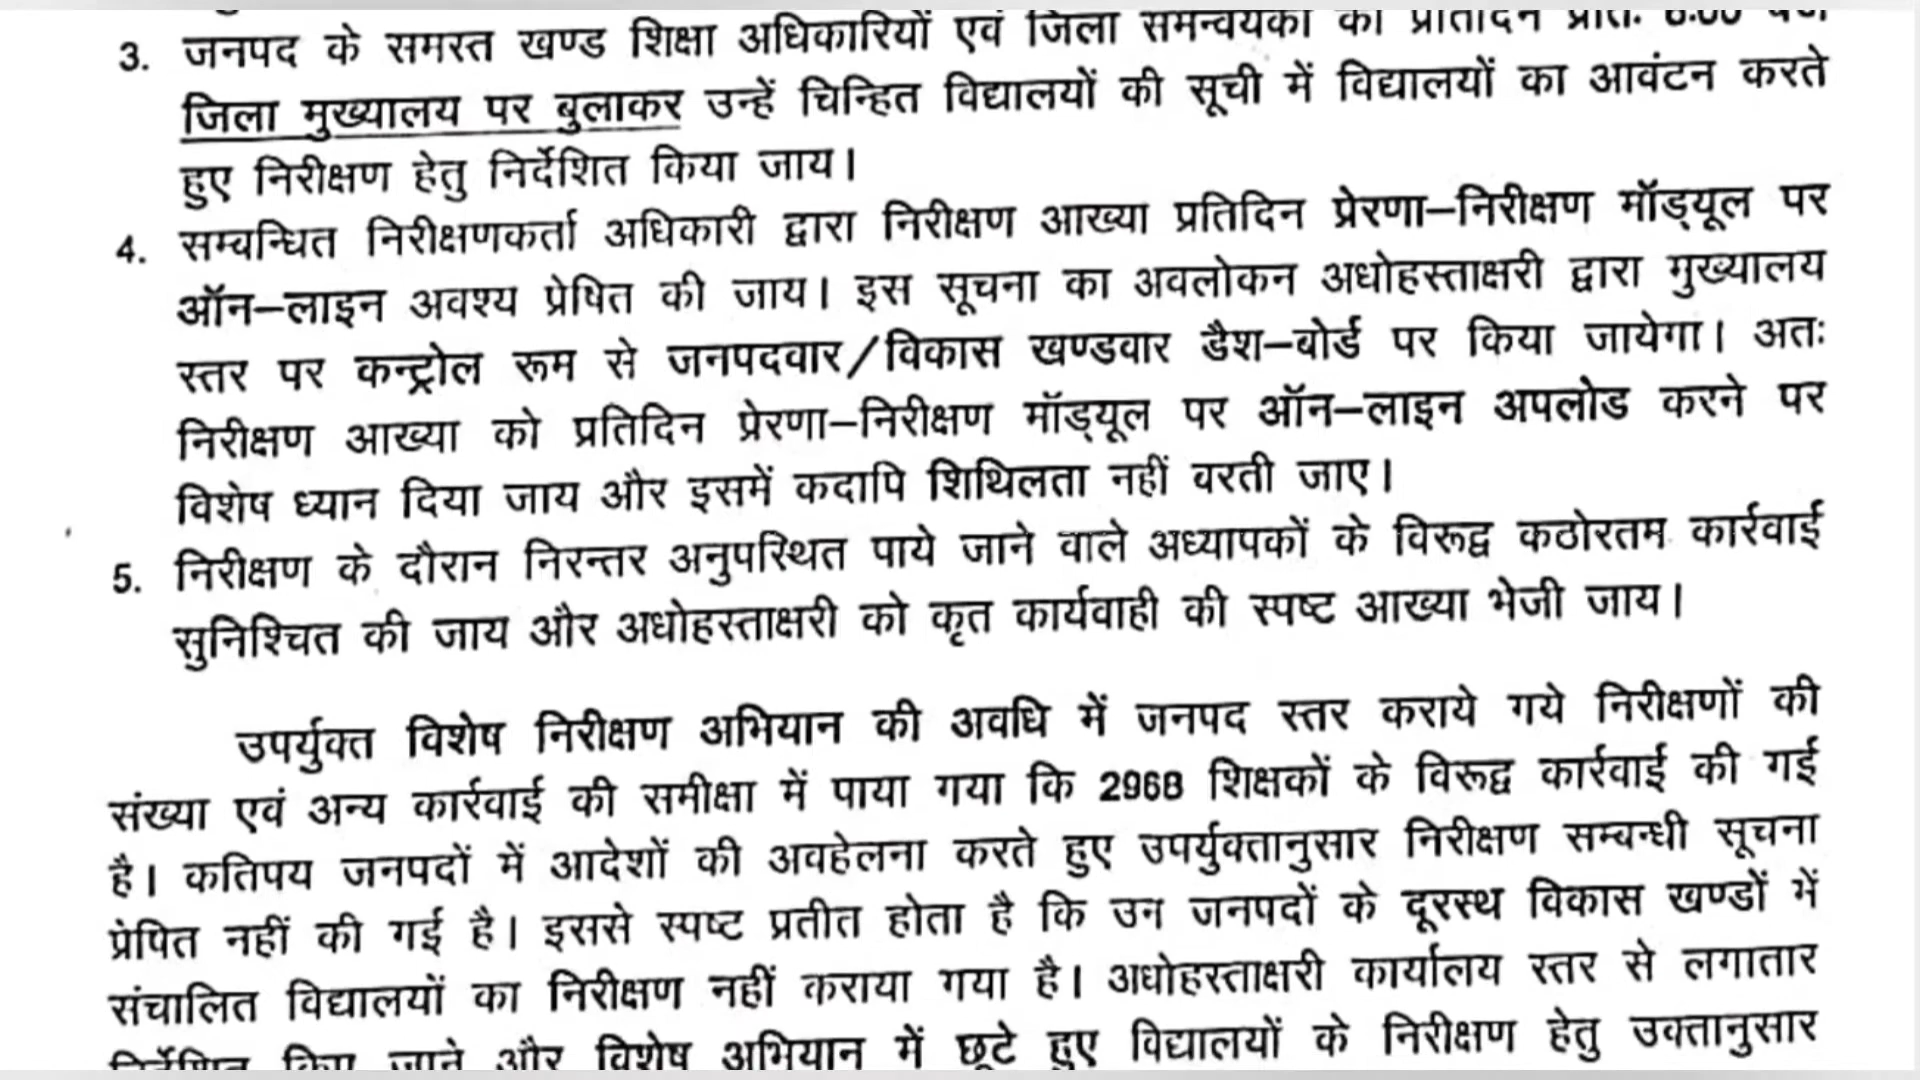 3. जनपद के समस्त खण्ड शिक्षा अधिकारियों एवं जिला समन्वयकों को प्रतिदिन प्रातः 6:00 बजे
जिला मुख्यालय पर बुलाकर उन्हें चिन्हित विद्यालयों की सूची में विद्यालयों का आवंटन करते
हुए निरीक्षण हेतु निर्देशित किया जाय।
4. सम्बन्धित निरीक्षणकर्ता अधिकारी द्वारा निरीक्षण आख्या प्रतिदिन प्रेरणा–निरीक्षण मॉड्यूल पर
ऑन–लाइन अवश्य प्रेषित की जाय। इस सूचना का अवलोकन अधोहस्ताक्षरी द्वारा मुख्यालय
स्तर पर कन्ट्रोल रूम से जनपदवार/विकास खण्डवार डैश–बोर्ड पर किया जायेगा। अतः
निरीक्षण आख्या को प्रतिदिन प्रेरणा–निरीक्षण मॉड्यूल पर ऑन–लाइन अपलोड करने पर
विशेष ध्यान दिया जाय और इसमें कदापि शिथिलता नहीं वरती जाए।
5. निरीक्षण के दौरान निरन्तर अनुपस्थित पाये जाने वाले अध्यापकों के विरूद्व कठोरतम कार्रवाई
सुनिश्चित की जाय और अधोहस्ताक्षरी को कृत कार्यवाही की स्पष्ट आख्या भेजी जाय।
उपर्युक्त विशेष निरीक्षण अभियान की अवधि में जनपद स्तर कराये गये निरीक्षणों की
संख्या एवं अन्य कार्रवाई की समीक्षा में पाया गया कि 2968 शिक्षकों के विरूद्व कार्रवाई की गई
है। कतिपय जनपदों में आदेशों की अवहेलना करते हुए उपर्युक्तानुसार निरीक्षण सम्बन्धी सूचना
प्रेषित नहीं की गई है। इससे स्पष्ट प्रतीत होता है कि उन जनपदों के दूरस्थ विकास खण्डों में
संचालित विद्यालयों का निरीक्षण नहीं कराया गया है। अधोहस्ताक्षरी कार्यालय स्तर से लगातार
निर्देशित किए जाने और विशेष अभियान में छूटे हुए विद्यालयों के निरीक्षण हेतु उक्तानुसार